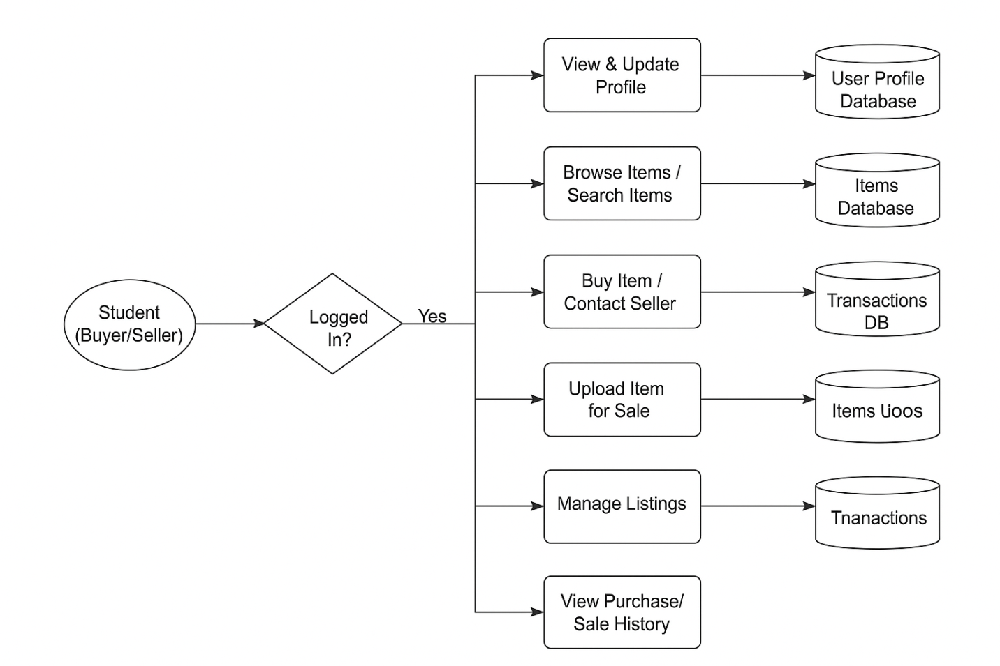 View & Update
Profile
User Profile
Database
Browse Items /
Search Items
Items
Database
Buy Item /
Contact Seller
Transactions
DB
Student
(Buyer/Seller)
Logged
In?
Yes
Upload Item
for Sale
Items Uoos
Manage Listings
Tnanactions
View Purchase/
Sale History